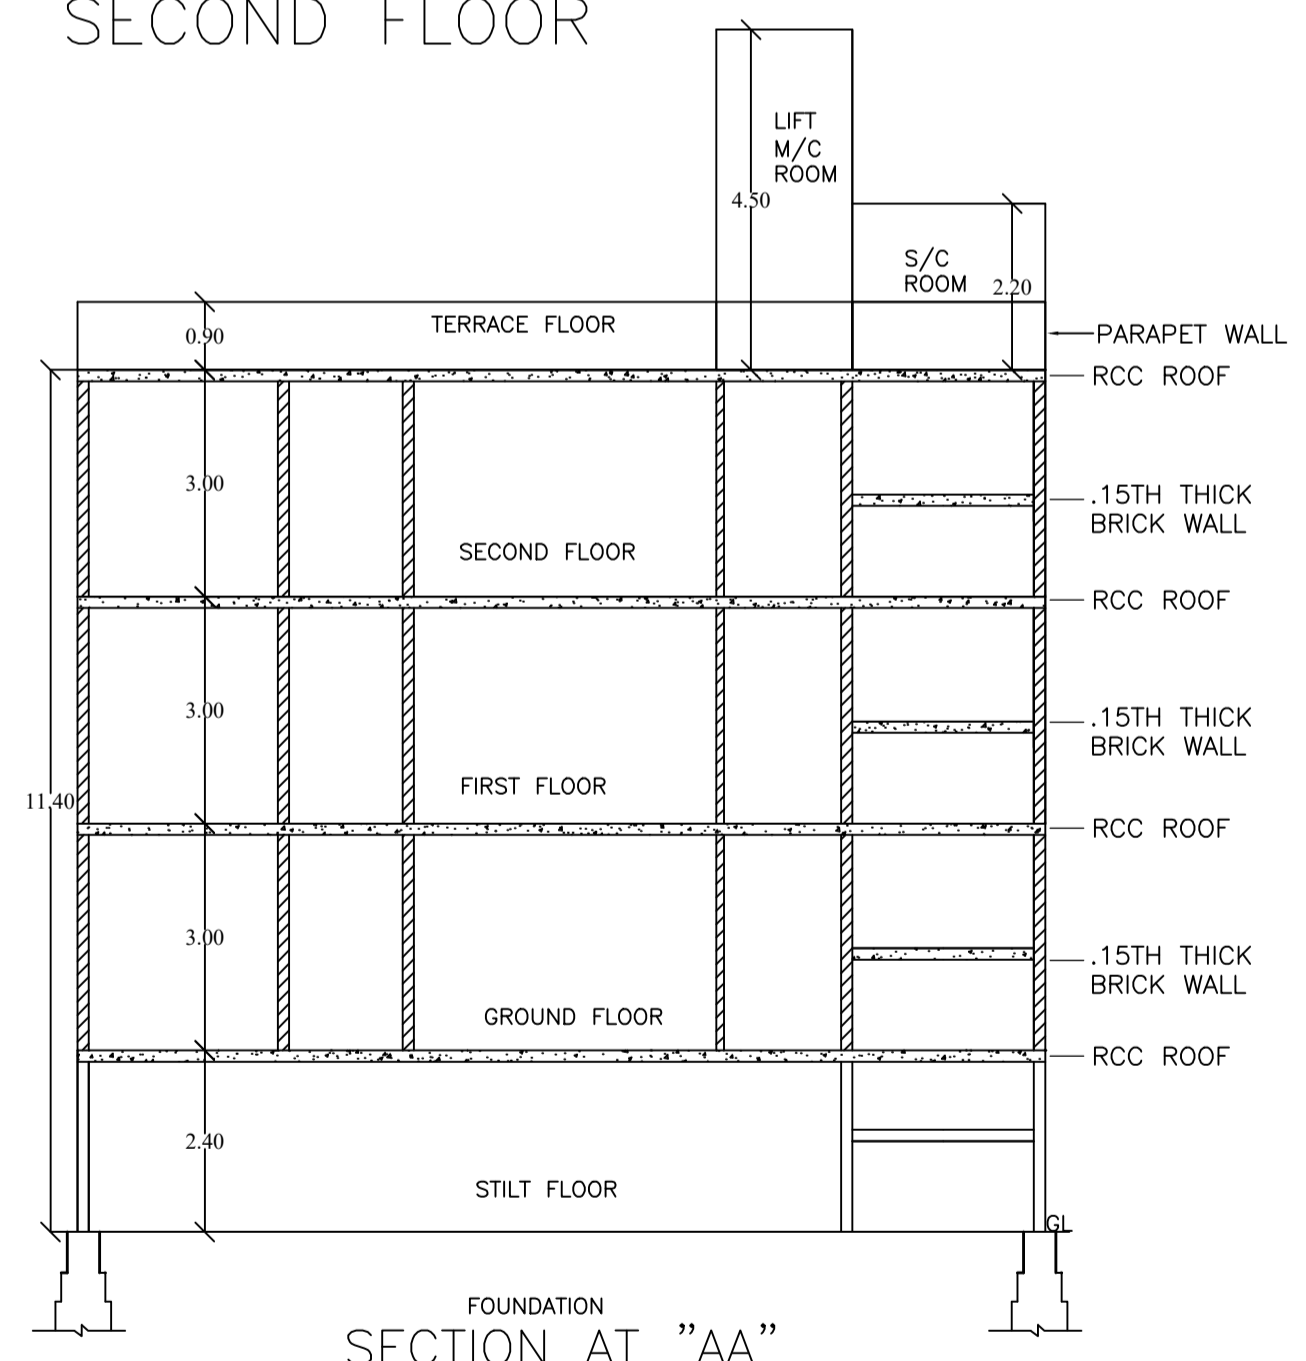 SECOND FLOOR
LIFT
M/C
ROOM
4.50
S/C
ROOM
2.20
0.90
TERRACE FLOOR
PARAPET WALL
RCC ROOF
3.00
.15TH THICK
BRICK WALL
SECOND FLOOR
RCC ROOF
3.00
.15TH THICK
BRICK WALL
FIRST FLOOR
11.40
RCC ROOF
3.00
.15TH THICK
BRICK WALL
GROUND FLOOR
RCC ROOF
2.40
STILT FLOOR
GL
FOUNDATION
SECTION AT "AA"